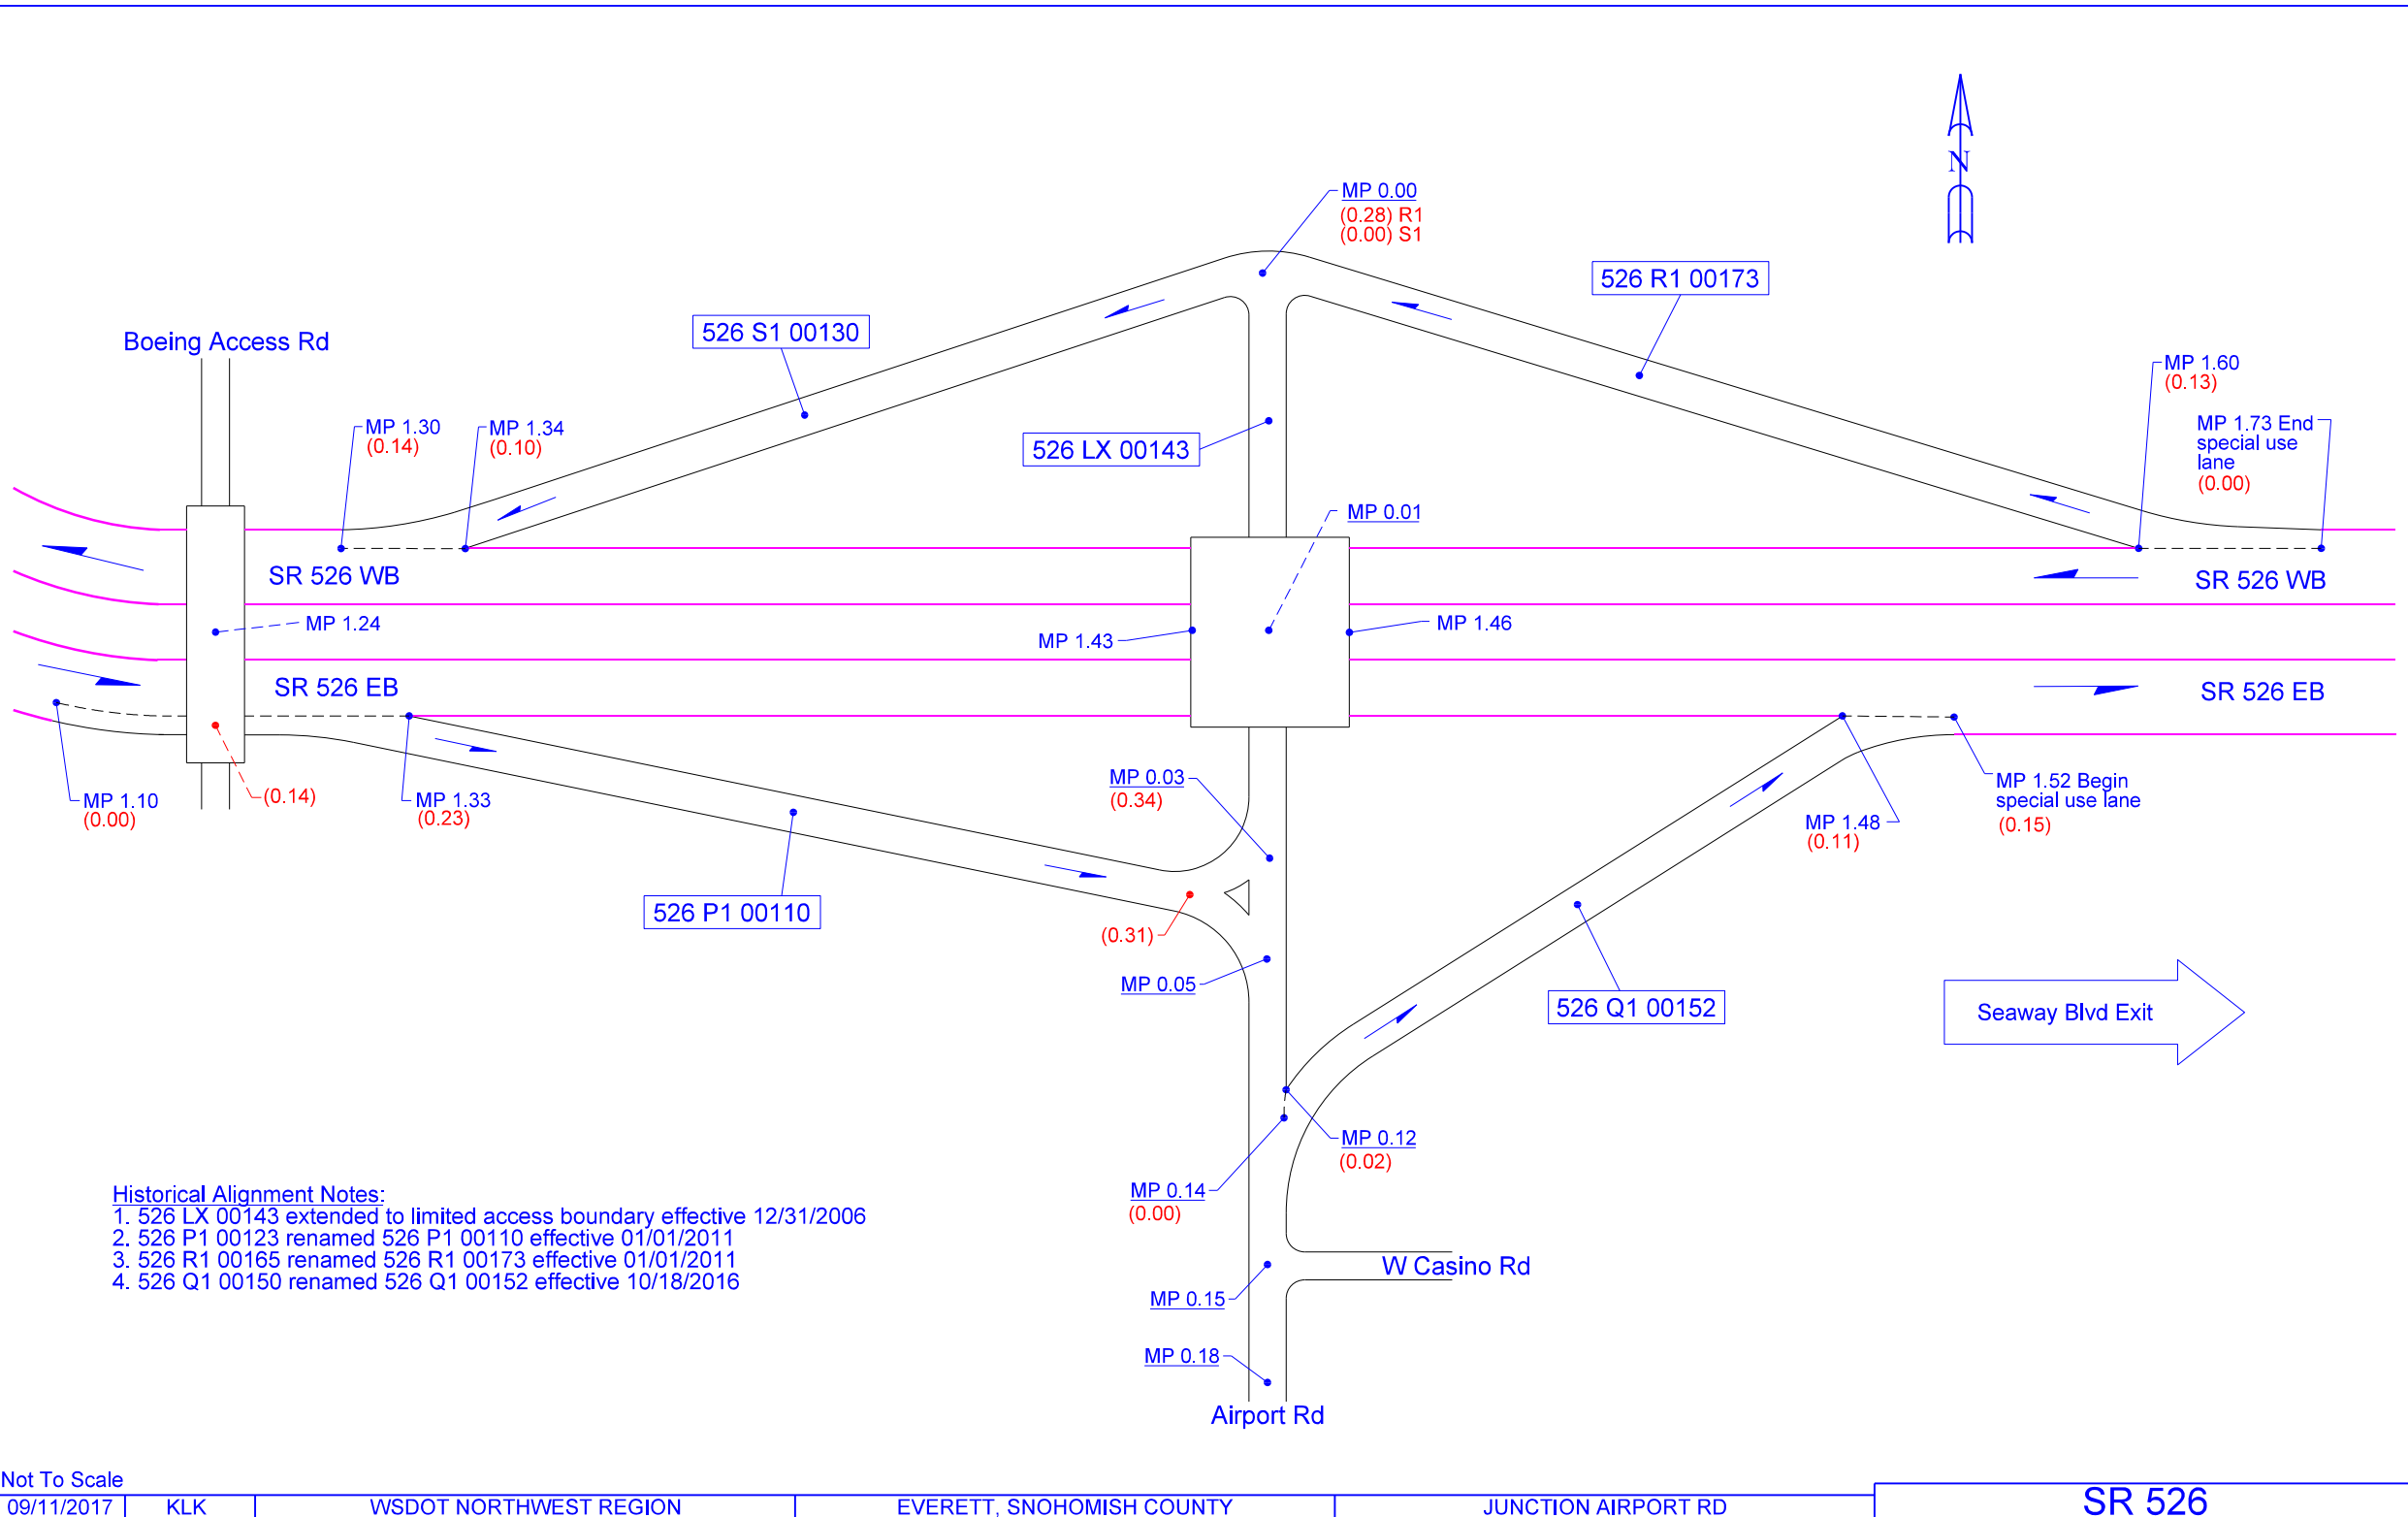 N
MP 0.00
(0.28) R1
(0.00) S1
526 R1 00173
526 S1 00130
Boeing Access Rd
MP 1.60
(0.13)
MP 1.30
(0.14)
MP 1.34
(0.10)
526 LX 00143
MP 1.73 End
special use
lane
(0.00)
MP 0.01
SR 526 WB
SR 526 WB
MP 1.24
MP 1.43
MP 1.46
SR 526 EB
SR 526 EB
MP 1.10
(0.00)
(0.14)
MP 1.33
(0.23)
MP 0.03
(0.34)
MP 1.48
(0.11)
MP 1.52 Begin
special use lane
(0.15)
526 P1 00110
(0.31)
MP 0.05
526 Q1 00152
Seaway Blvd Exit
MP 0.12
(0.02)
MP 0.14
(0.00)
Historical Alignment Notes:
1. 526 LX 00143 extended to limited access boundary effective 12/31/2006
2. 526 P1 00123 renamed 526 P1 00110 effective 01/01/2011
3. 526 R1 00165 renamed 526 R1 00173 effective 01/01/2011
4. 526 Q1 00150 renamed 526 Q1 00152 effective 10/18/2016
W Casino Rd
MP 0.15
MP 0.18
Airport Rd
Not To Scale
09/11/2017 KLK WSDOT NORTHWEST REGION EVERETT, SNOHOMISH COUNTY JUNCTION AIRPORT RD SR 526